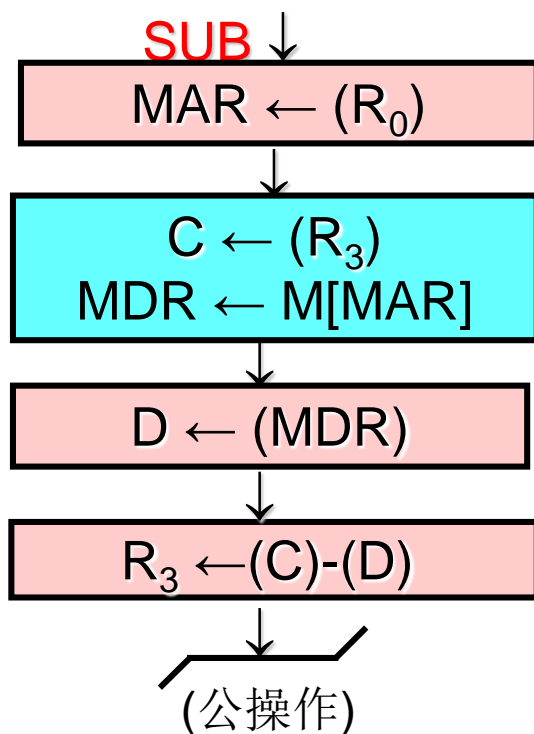 SUB
MAR ← (R₀)
C ← (R₃)
MDR ← M[MAR]
D ← (MDR)
R₃ ←(C)-(D)
(公操作)